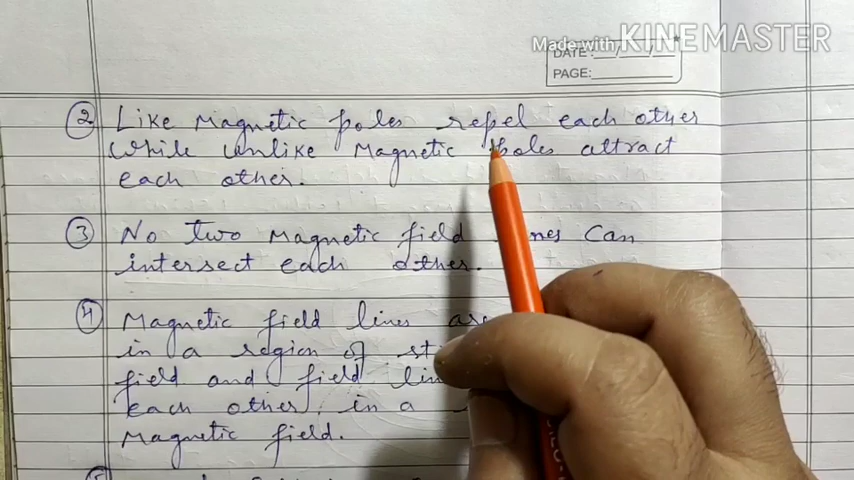 Made with KINEMASTER
DATE:
PAGE:
2 Like Magnetic poles repel each other
while unlike Magnetic poles attract
each other.
3 No two Magnetic field can
intersect each other.
4 Magnetic field lines
in a region of
field and field
each other. in a
Magnetic field.